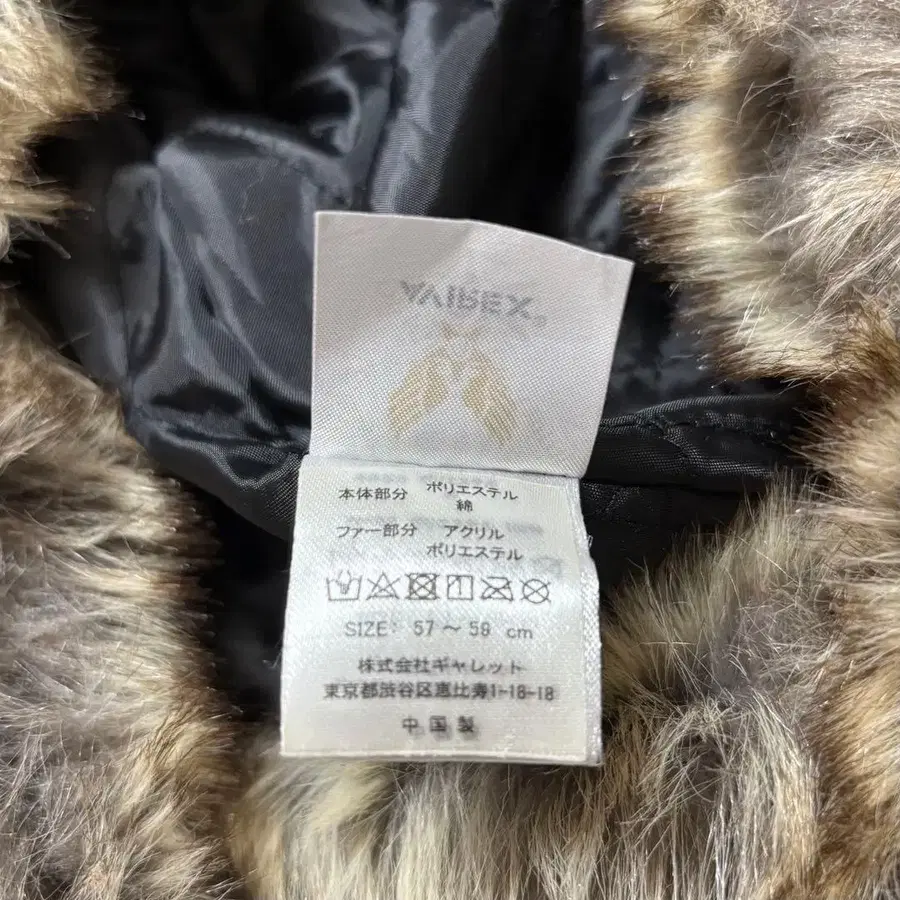 AVIREX®
本体部分 ポリエステル
綿
ファー部分 アクリル
ポリエステル
SIZE: 57 ～ 59 cm
株式会社ギャレット
東京都渋谷区恵比寿1-18-18
中国製